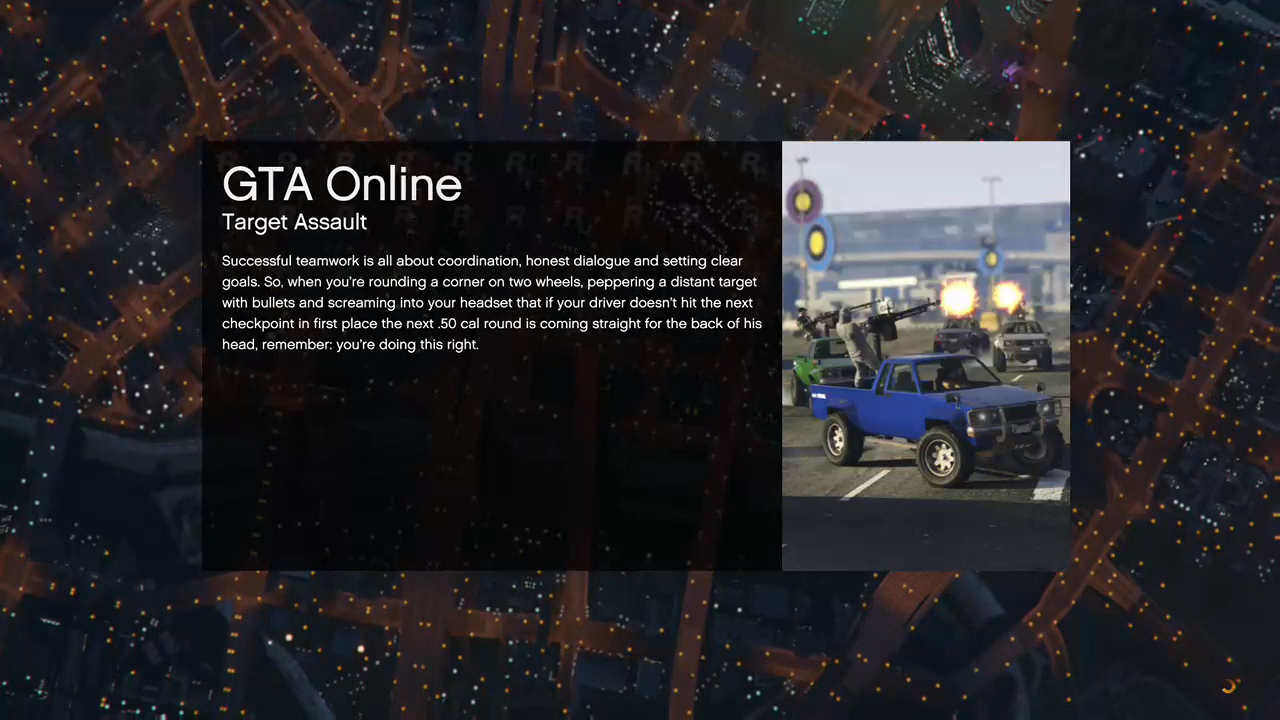 GTA Online
Target Assault
Successful teamwork is all about coordination, honest dialogue and setting clear
goals. So, when you're rounding a corner on two wheels, peppering a distant target
with bullets and screaming into your headset that if your driver doesn't hit the next
checkpoint in first place the next .50 cal round is coming straight for the back of his
head, remember: you're doing this right.